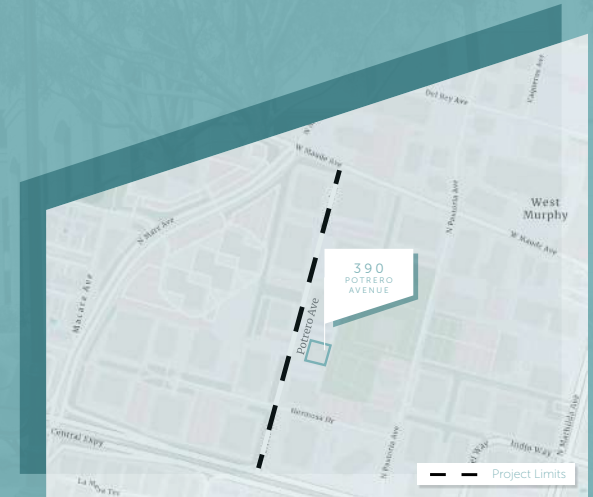 Vaqueros Ave
Del Rey Ave
W Maude Ave
N Pastoria Ave
West
Murphy
W Maude Ave
N Mary Ave
390
POTRERO
AVENUE
Macara Ave
Potrero Ave
Hermosa Dr
Central Expy
N Pastoria Ave
Indio Way
N Mathilda Ave
Project Limits